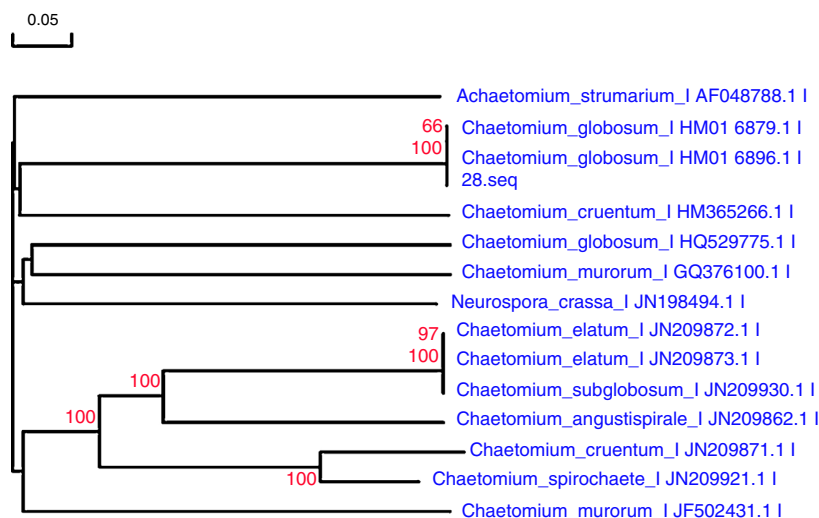 0.05
Achaetomium_strumarium_I AF048788.1 I
66
Chaetomium_globosum_I HM01 6879.1 I
100
Chaetomium_globosum_I HM01 6896.1 I
28.seq
Chaetomium_cruentum_I HM365266.1 I
Chaetomium_globosum_I HQ529775.1 I
Chaetomium_murorum_I GQ376100.1 I
Neurospora_crassa_I JN198494.1 I
97
Chaetomium_elatum_I JN209872.1 I
100
Chaetomium_elatum_I JN209873.1 I
100
Chaetomium_subglobosum_I JN209930.1 I
100
Chaetomium_angustispirale_I JN209862.1 I
Chaetomium_cruentum_I JN209871.1 I
100
Chaetomium_spirochaete_I JN209921.1 I
Chaetomium_murorum_I JF502431.1 I